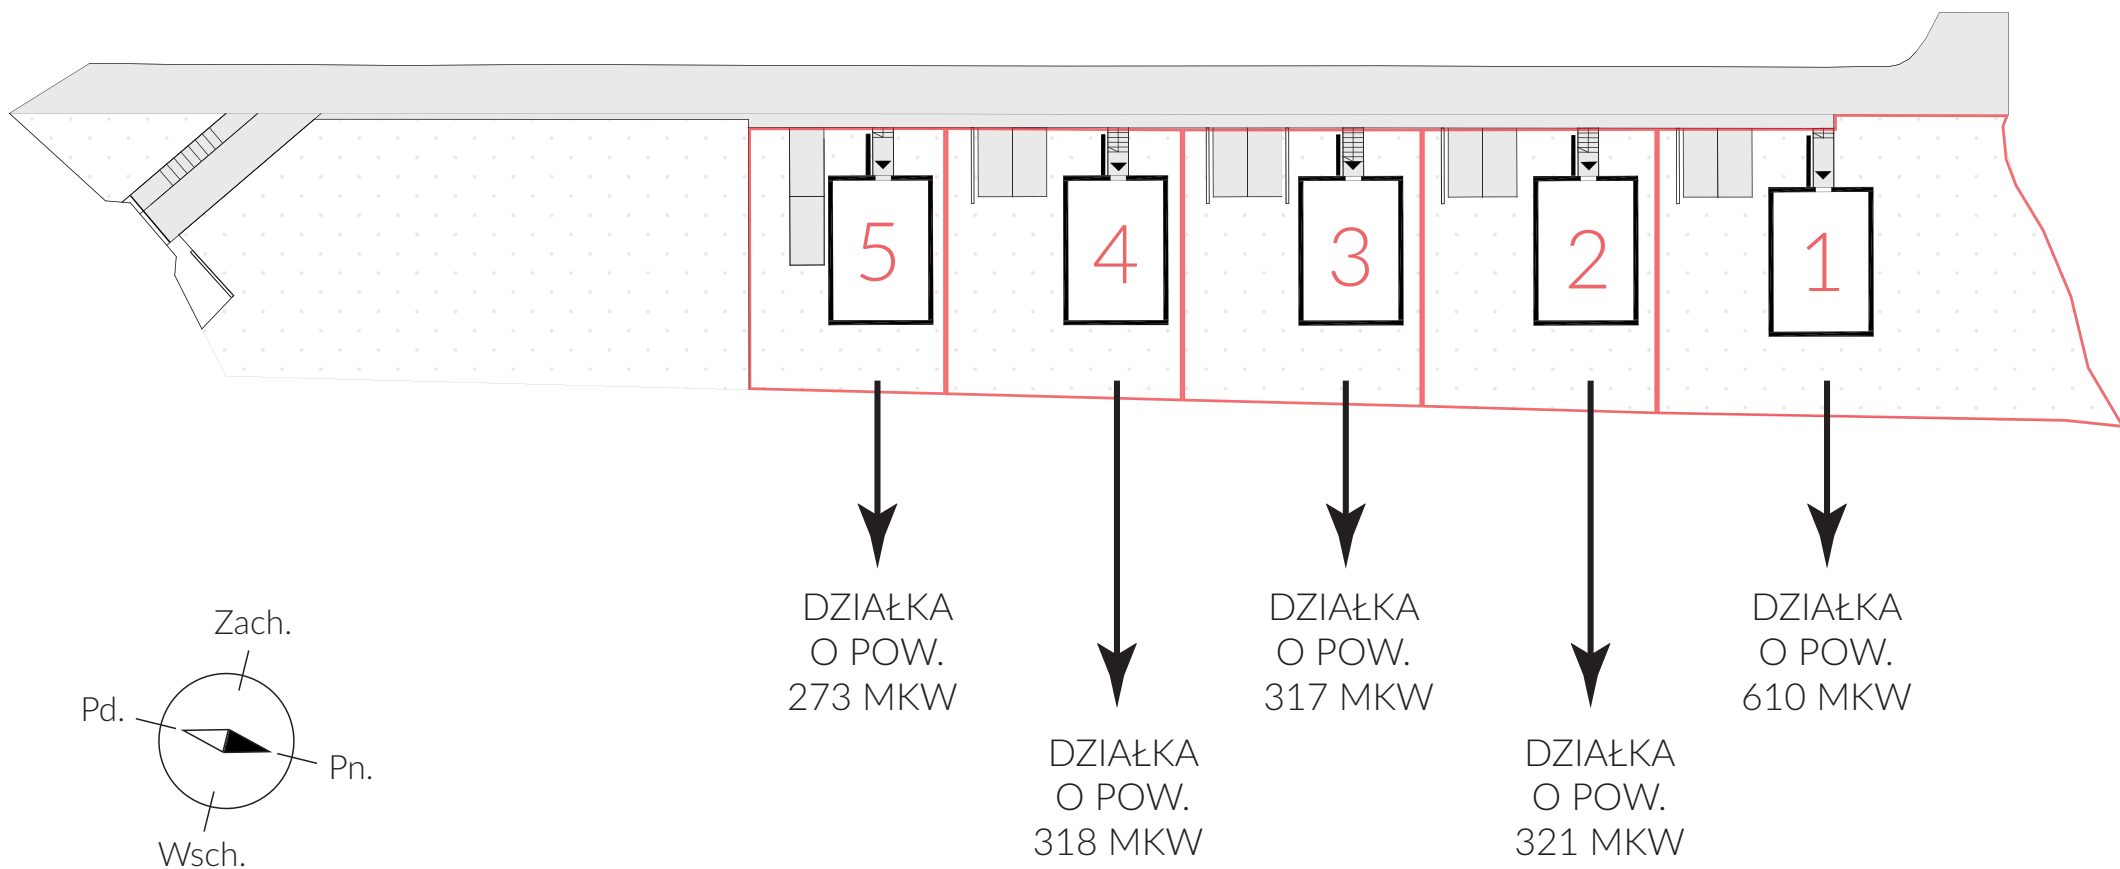 5
4
3
2
1
DZIAŁKA
O POW.
273 MKW
DZIAŁKA
O POW.
318 MKW
DZIAŁKA
O POW.
317 MKW
DZIAŁKA
O POW.
321 MKW
DZIAŁKA
O POW.
610 MKW
Zach.
Pd.
Pn.
Wsch.